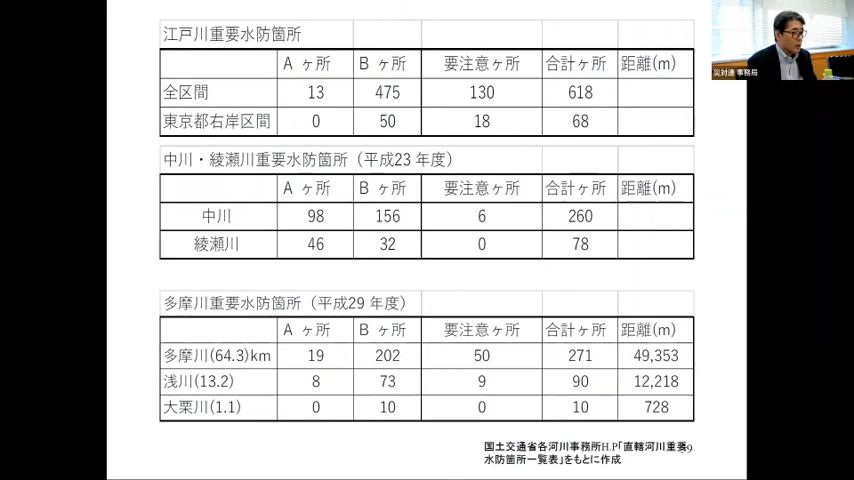 江戸川重要水防箇所
A ヶ所 B ヶ所 要注意ヶ所 合計ヶ所 距離(m)
全区間 13 475 130 618
東京都右岸区間 0 50 18 68
中川・綾瀬川重要水防箇所（平成23 年度）
A ヶ所 B ヶ所 要注意ヶ所 合計ヶ所 距離(m)
中川 98 156 6 260
綾瀬川 46 32 0 78
多摩川重要水防箇所（平成29 年度）
A ヶ所 B ヶ所 要注意ヶ所 合計ヶ所 距離(m)
多摩川(64.3)km 19 202 50 271 49,353
浅川(13.2) 8 73 9 90 12,218
大栗川(1.1) 0 10 0 10 728
国土交通省各河川事務所H.P「直轄河川重要
水防箇所一覧表」をもとに作成
災対連 事務局